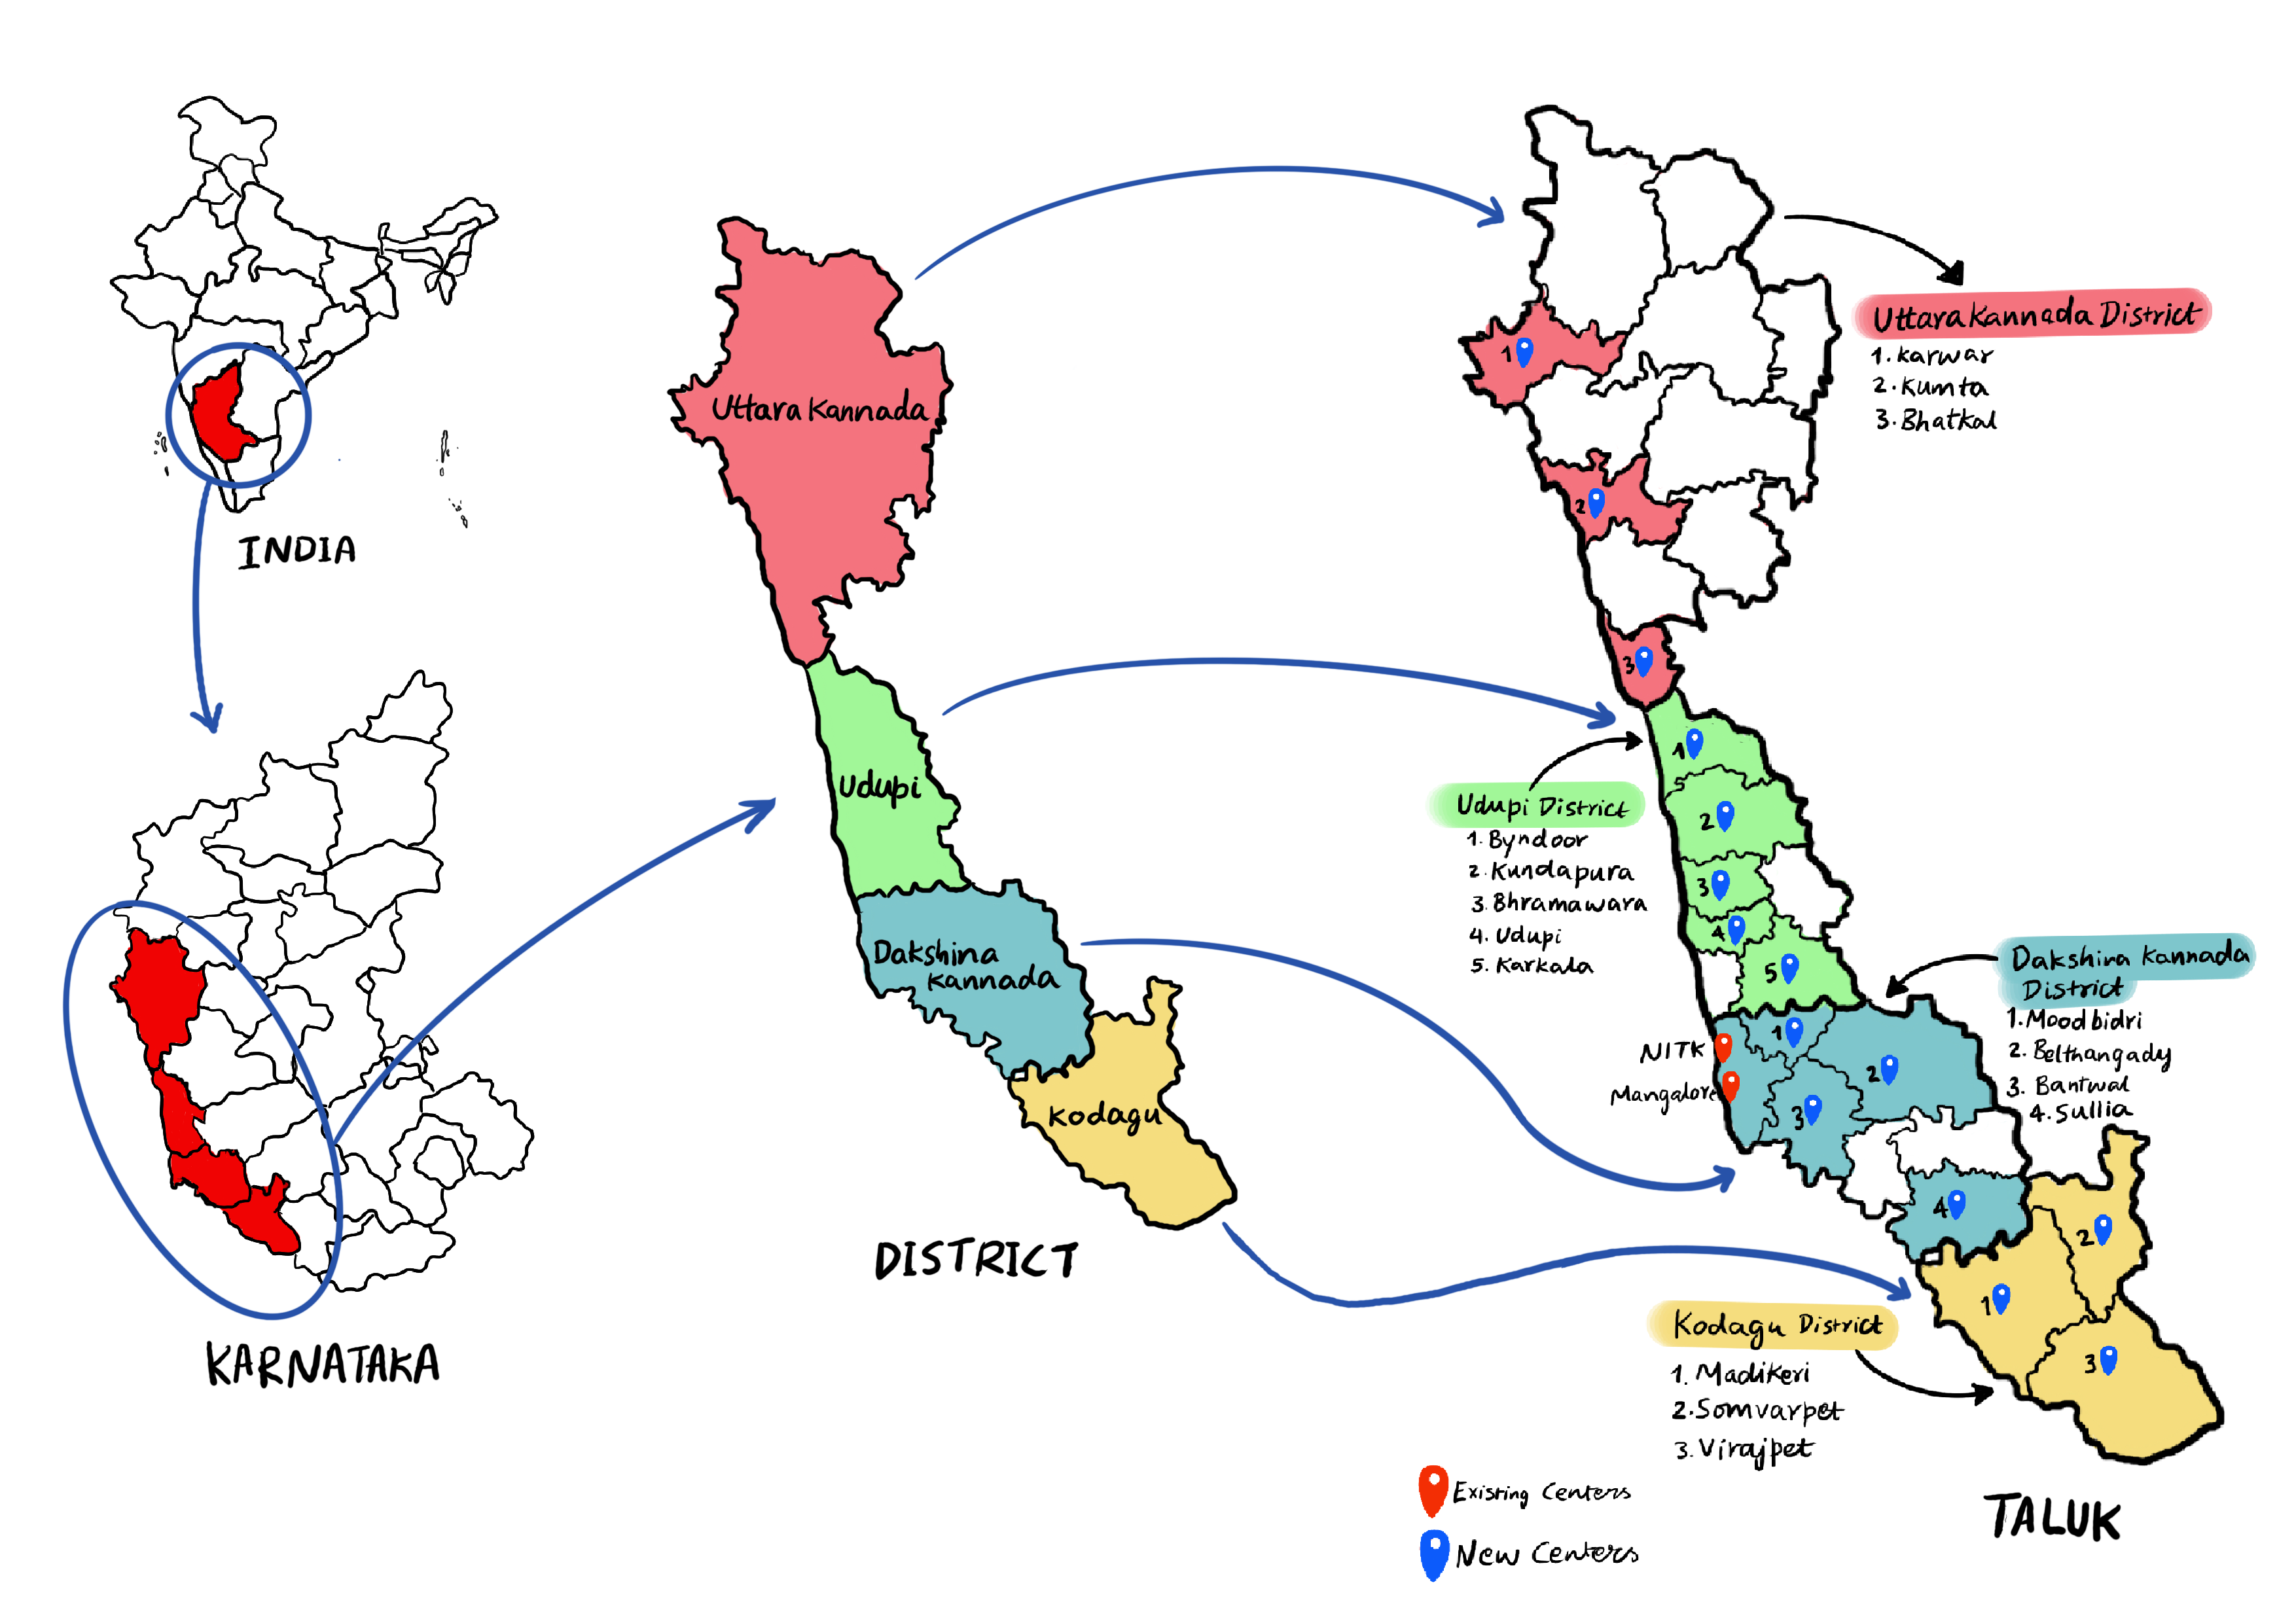 INDIA
KARNATAKA
Uttara Kannada
Udupi
Dakshina
Kannada
Kodagu
DISTRICT
1
2
3
Uttara Kannada District
1. Karwar
2. Kumta
3. Bhatkal
1
2
3
4
5
Udupi District
1. Byndoor
2. Kundapura
3. Bhramawara
4. Udupi
5. Karkala
NITK
Mangalore
1
2
3
4
Dakshina Kannada
District
1. Moodbidri
2. Belthangady
3. Bantwal
4. Sullia
1
2
3
Kodagu District
1. Madikeri
2. Somvarpet
3. Virajpet
TALUK
Existing Centers
New Centers